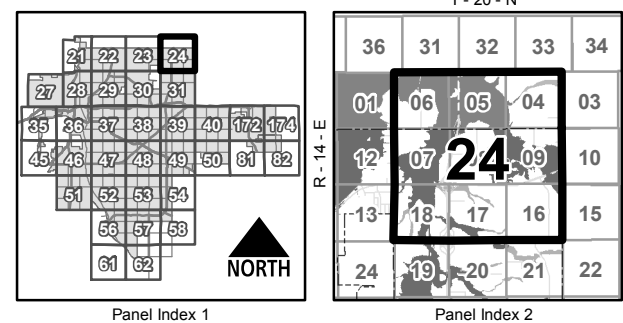 21 22 23 24
27 28 29 30 31
35 36 37 38 39 40 172 174
45 46 47 48 49 50 81 82
51 52 53 54
56 57 58
61 62
NORTH
Panel Index 1
T - 20 - N
R - 14 - E
36 31 32 33 34
01 06 05 04 03
12 07 24 09 10
13 18 17 16 15
24 19 20 21 22
Panel Index 2